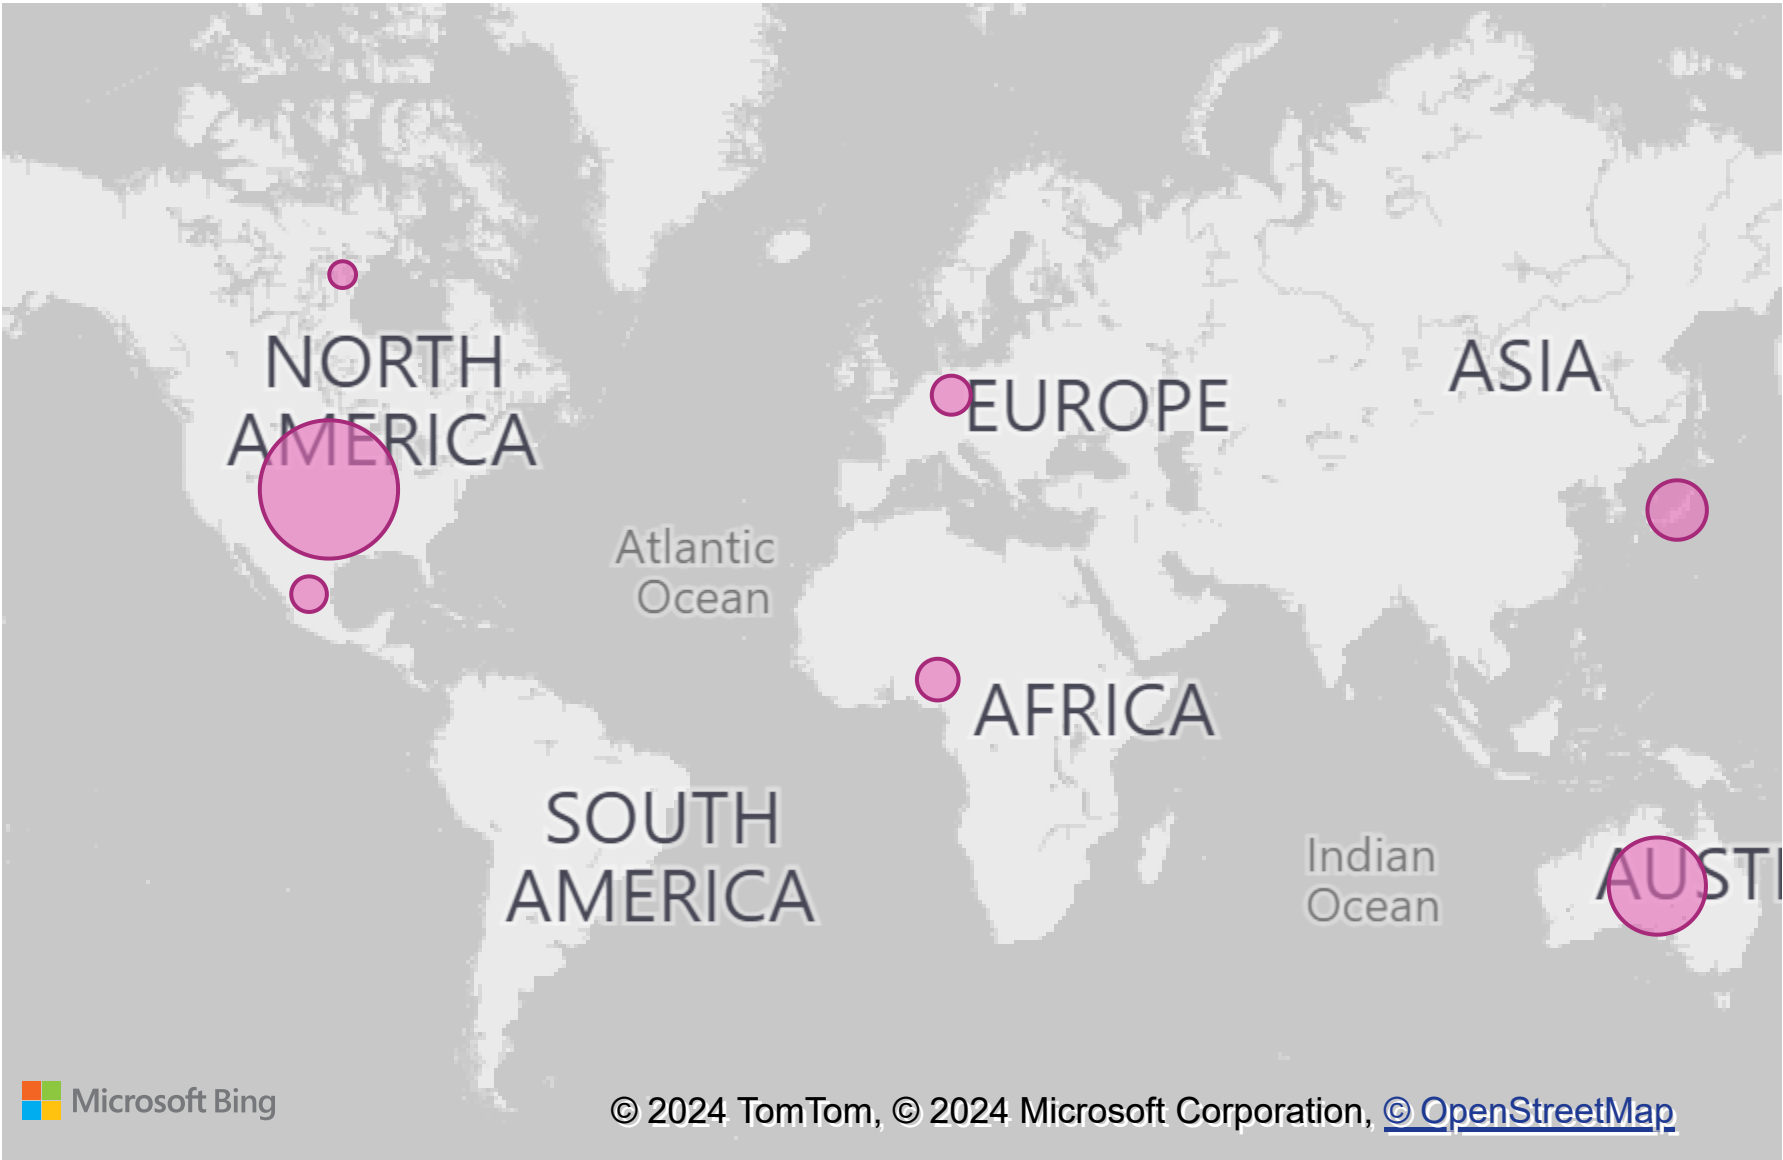 NORTH
AMERICA
EUROPE
ASIA
Atlantic
Ocean
AFRICA
SOUTH
AMERICA
Indian
Ocean
AUSTR
Microsoft Bing
© 2024 TomTom, © 2024 Microsoft Corporation, © OpenStreetMap